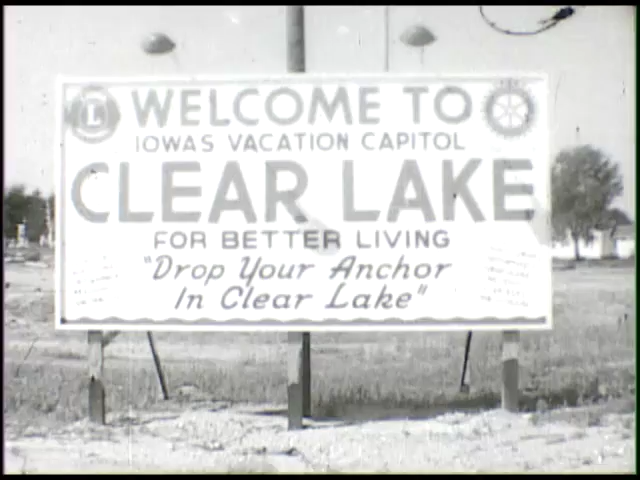 L
WELCOME TO
IOWAS VACATION CAPITOL
CLEAR LAKE
FOR BETTER LIVING
"Drop Your Anchor
In Clear Lake"